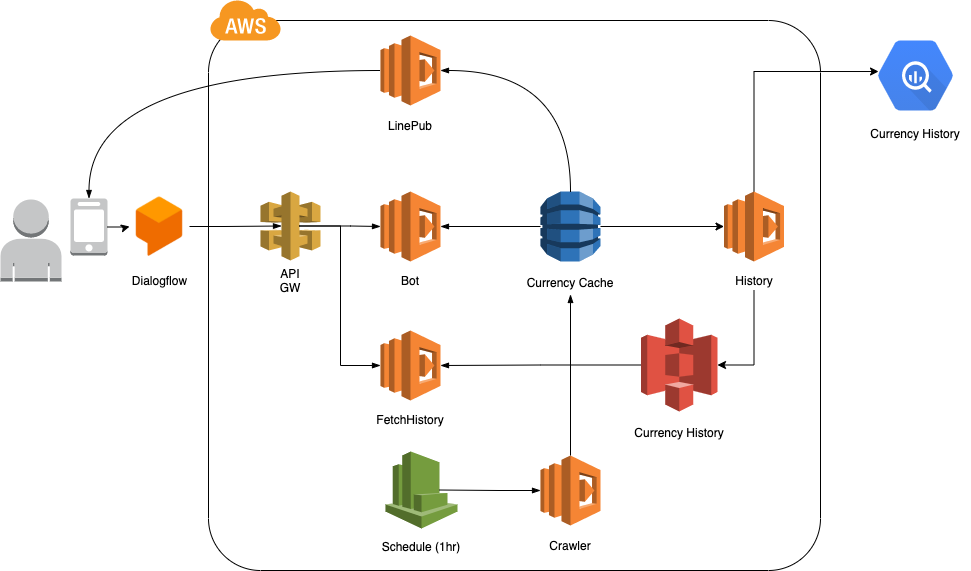 AWS
LinePub
Currency History
Dialogflow
API
GW
Bot
Currency Cache
History
FetchHistory
Currency History
Schedule (1hr)
Crawler